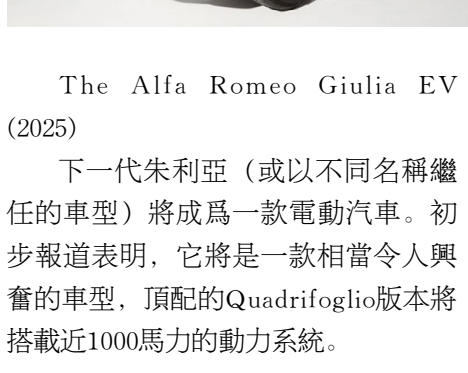 The Alfa Romeo Giulia EV
(2025)
下一代朱利亞（或以不同名稱繼
任的車型）將成爲一款電動汽車。初
步報道表明，它將是一款相當令人興
奮的車型，頂配的Quadrifoglio版本將
搭載近1000馬力的動力系統。